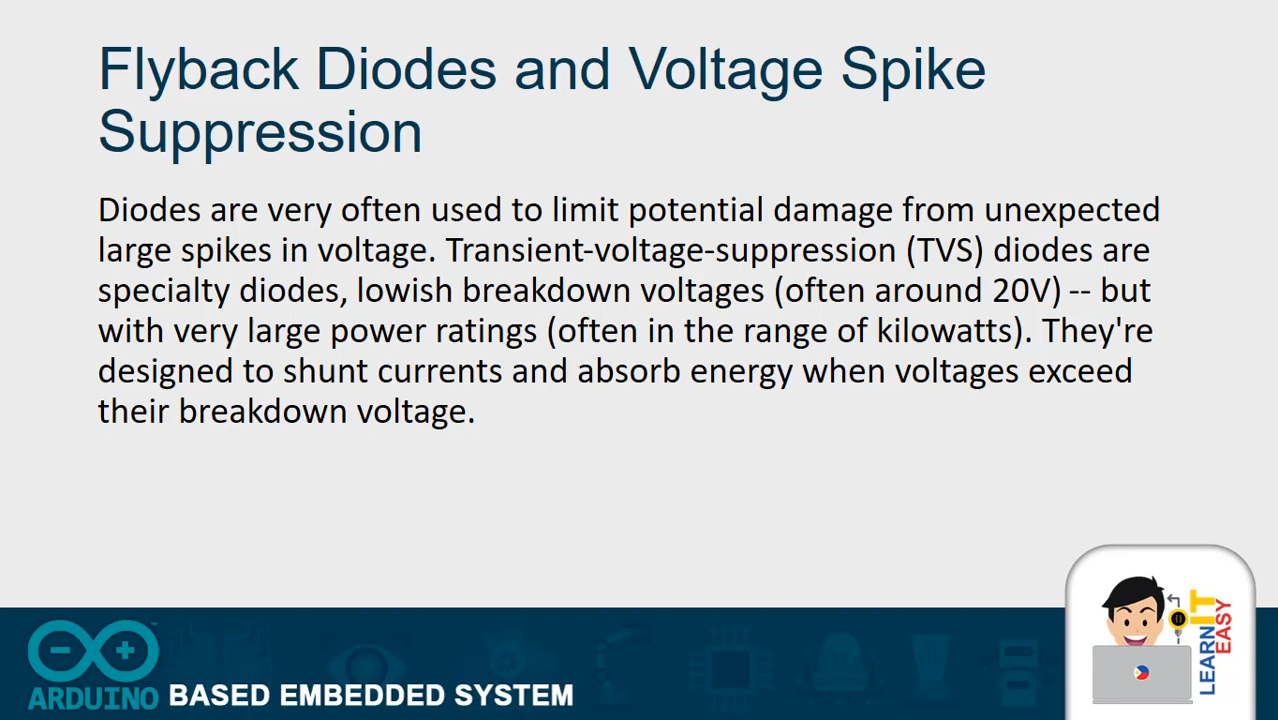 Flyback Diodes and Voltage Spike
Suppression
Diodes are very often used to limit potential damage from unexpected
large spikes in voltage. Transient-voltage-suppression (TVS) diodes are
specialty diodes, lowish breakdown voltages (often around 20V) -- but
with very large power ratings (often in the range of kilowatts). They're
designed to shunt currents and absorb energy when voltages exceed
their breakdown voltage.
ARDUINO BASED EMBEDDED SYSTEM
LEARN IT EASY